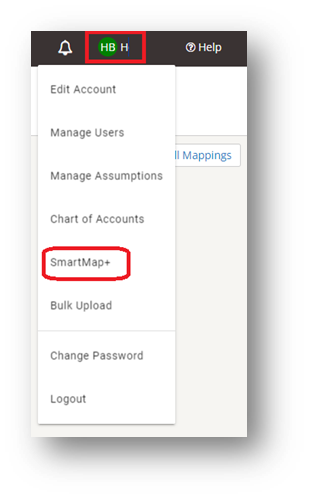 HB H
Help
Edit Account
Manage Users
ll Mappings
Manage Assumptions
Chart of Accounts
SmartMap+
Bulk Upload
Change Password
Logout